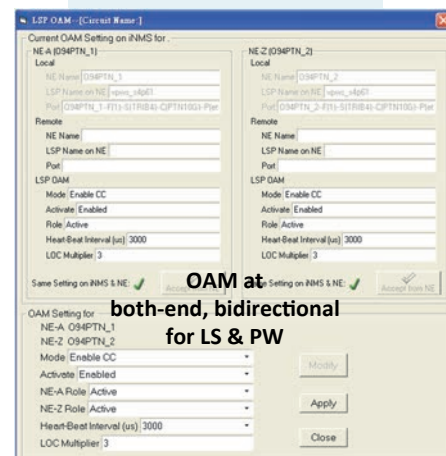 LSP OAM--[Circuit Name:]
Current OAM Setting on iNMS for .
NE-A (O94PTN_1)
Local
NE Name O94PTN_1
LSP Name on NE
Port
Remote
NE Name
LSP Name on NE
Port
LSP OAM
Mode Enable CC
Activate Enabled
Role Active
Heart-Beat Interval (us) 3000
LOC Multiplier 3
Same Setting on iNMS & NE:
Accept from NE
NE-Z (O94PTN_2)
Local
NE Name O94PTN_2
LSP Name on NE
Port
Remote
NE Name
LSP Name on NE
Port
LSP OAM
Mode Enable CC
Activate Enabled
Role Active
Heart-Beat Interval (us) 3000
LOC Multiplier 3
Setting on iNMS & NE:
Accept from NE
OAM at
both-end, bidirectional
for LS & PW
OAM Setting for
NE-A O94PTN_1
NE-Z O94PTN_2
Mode Enable CC
Activate Enabled
NE-A Role Active
NE-Z Role Active
Heart-Beat Interval (us) 3000
LOC Multiplier 3
Modify
Apply
Close